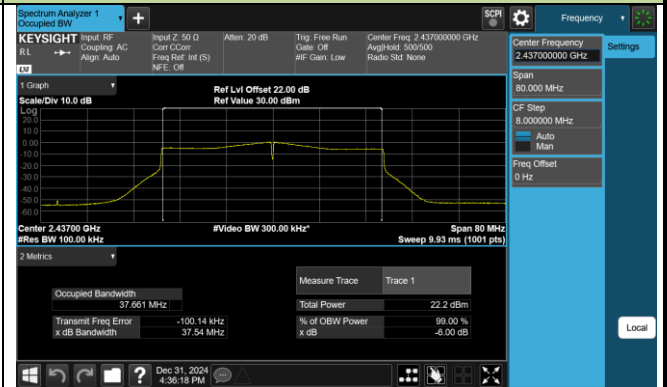 Spectrum Analyzer 1
Occupied BW
SCPI
Frequency
KEYSIGHT
RL
LXI
Input: RF
Coupling: AC
Align: Auto
Input Z: 50 Ω
Corr CCorr
Freq Ref: Int (S)
NFE: Off
Atten: 20 dB
Trig: Free Run
Gate: Off
#IF Gain: Low
Center Freq: 2.437000000 GHz
Avg|Hold: 500/500
Radio Std: None
Center Frequency
2.437000000 GHz
Settings
Span
80.000 MHz
CF Step
8.000000 MHz
Auto
Man
Freq Offset
0 Hz
Local
1 Graph
Scale/Div 10.0 dB
Ref Lvl Offset 22.00 dB
Ref Value 30.00 dBm
Log
20.0
10.0
0.00
-10.0
-20.0
-30.0
-40.0
-50.0
-60.0
Center 2.43700 GHz
#Res BW 100.00 kHz
#Video BW 300.00 kHz*
Span 80 MHz
Sweep 9.93 ms (1001 pts)
2 Metrics
Measure Trace Trace 1
Occupied Bandwidth
37.661 MHz
Total Power 22.2 dBm
Transmit Freq Error -100.14 kHz
% of OBW Power 99.00 %
x dB Bandwidth 37.54 MHz
x dB -6.00 dB
?
Dec 31, 2024
4:36:18 PM